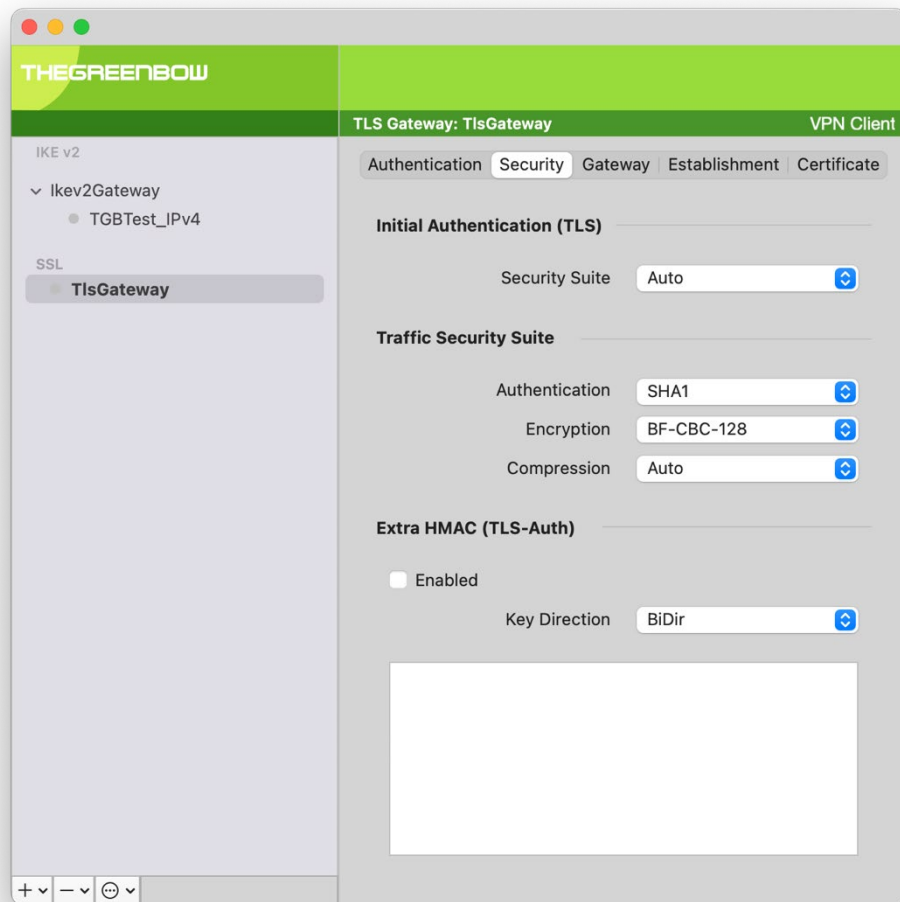 THEGREENBOW
TLS Gateway: TlsGateway VPN Client
IKE v2
Ikev2Gateway
TGBTest_IPv4
SSL
TlsGateway
Authentication Security Gateway Establishment Certificate
Initial Authentication (TLS)
Security Suite Auto
Traffic Security Suite
Authentication SHA1
Encryption BF-CBC-128
Compression Auto
Extra HMAC (TLS-Auth)
Enabled
Key Direction BiDir